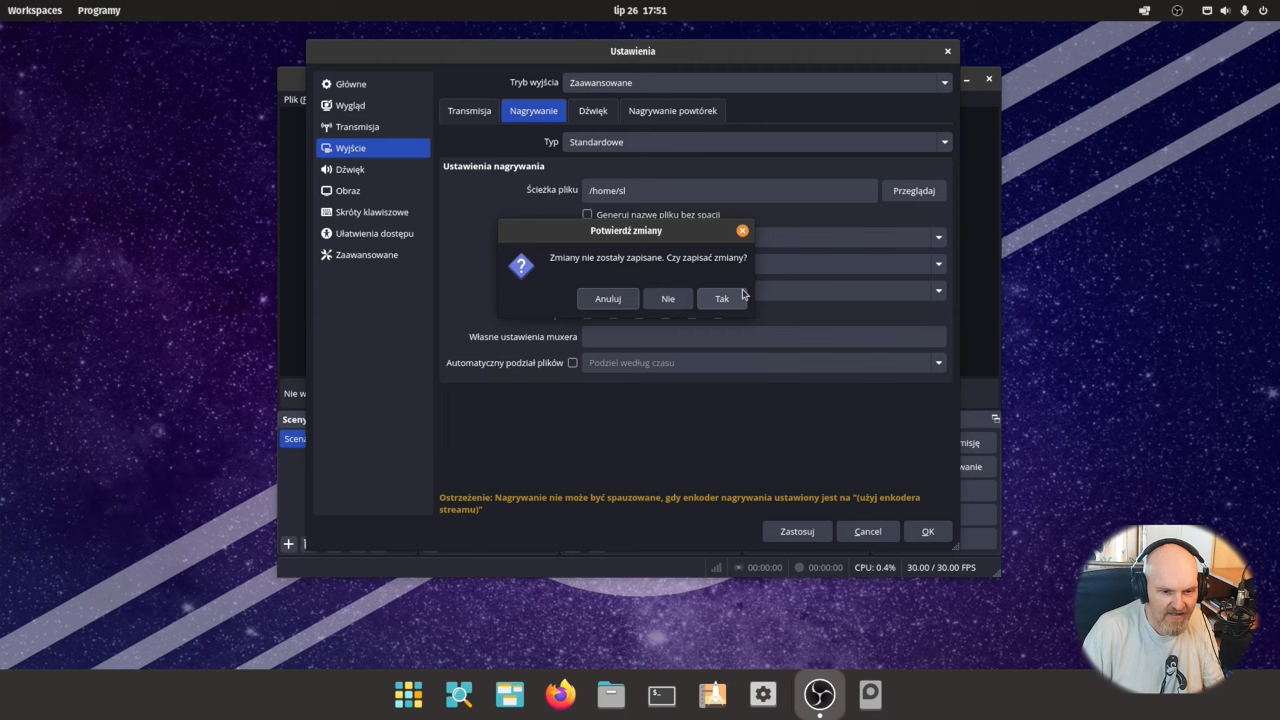 Workspaces Programy
lip 26 17:51
Ustawienia
Plik (
Główne
Wygląd
Transmisja
Wyjście
Dźwięk
Obraz
Skróty klawiszowe
Ułatwienia dostępu
Zaawansowane
Tryb wyjścia Zaawansowane
Transmisja Nagrywanie Dźwięk Nagrywanie powtórek
Typ Standardowe
Ustawienia nagrywania
Ścieżka pliku /home/sl Przeglądaj
Generuj nazwę pliku bez spacji
Potwierdź zmiany
Zmiany nie zostały zapisane. Czy zapisać zmiany?
?
Anuluj Nie Tak
Własne ustawienia muxera
Automatyczny podział plików Podziel według czasu
Nie w
Sceny
Scena
misję
wanie
Ostrzeżenie: Nagrywanie nie może być spauzowane, gdy enkoder nagrywania ustawiony jest na "(użyj enkodera
streamu)"
Zastosuj Cancel OK
00:00:00 00:00:00 CPU: 0.4% 30.00 / 30.00 FPS